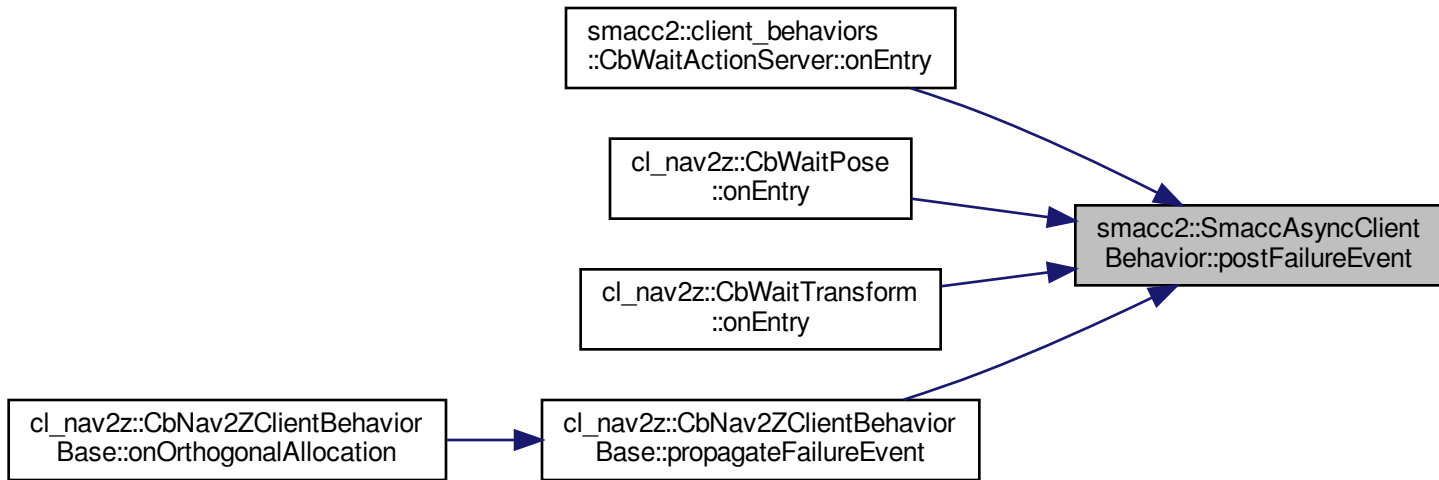 smacc2::client_behaviors
::CbWaitActionServer::onEntry
cl_nav2z::CbWaitPose
::onEntry
smacc2::SmaccAsyncClient
Behavior::postFailureEvent
cl_nav2z::CbWaitTransform
::onEntry
cl_nav2z::CbNav2ZClientBehavior
Base::onOrthogonalAllocation
cl_nav2z::CbNav2ZClientBehavior
Base::propagateFailureEvent